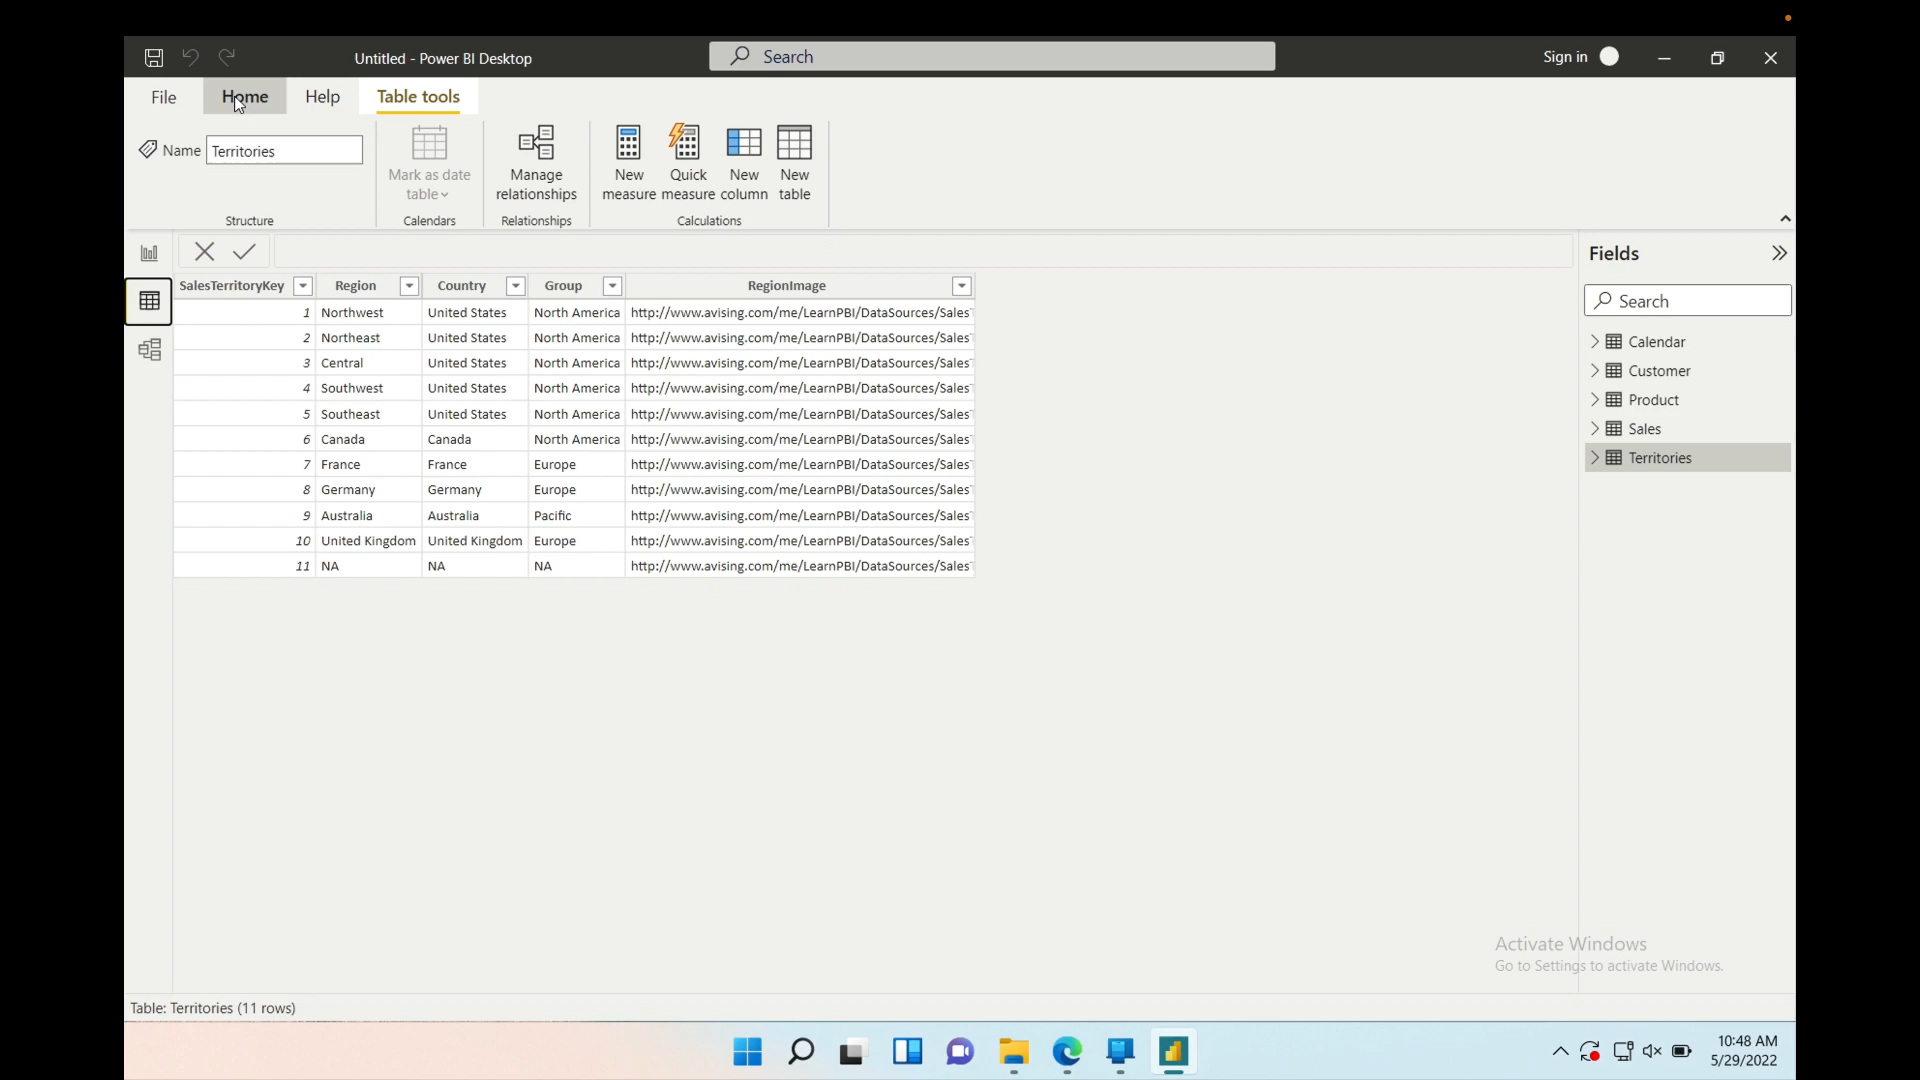 Untitled - Power BI Desktop
Search
Sign in
File
Home
Help
Table tools
Name
Territories
Structure
Mark as date
table
Calendars
Manage
relationships
Relationships
New
measure
Quick
measure
New
column
New
table
Calculations
SalesTerritoryKey Region Country Group RegionImage
1 Northwest United States North America http://www.avising.com/me/LearnPBI/DataSources/Sales
2 Northeast United States North America http://www.avising.com/me/LearnPBI/DataSources/Sales
3 Central United States North America http://www.avising.com/me/LearnPBI/DataSources/Sales
4 Southwest United States North America http://www.avising.com/me/LearnPBI/DataSources/Sales
5 Southeast United States North America http://www.avising.com/me/LearnPBI/DataSources/Sales
6 Canada Canada North America http://www.avising.com/me/LearnPBI/DataSources/Sales
7 France France Europe http://www.avising.com/me/LearnPBI/DataSources/Sales
8 Germany Germany Europe http://www.avising.com/me/LearnPBI/DataSources/Sales
9 Australia Australia Pacific http://www.avising.com/me/LearnPBI/DataSources/Sales
10 United Kingdom United Kingdom Europe http://www.avising.com/me/LearnPBI/DataSources/Sales
11 NA NA NA http://www.avising.com/me/LearnPBI/DataSources/Sales
Fields
Search
Calendar
Customer
Product
Sales
Territories
Activate Windows
Go to Settings to activate Windows.
Table: Territories (11 rows)
10:48 AM
5/29/2022